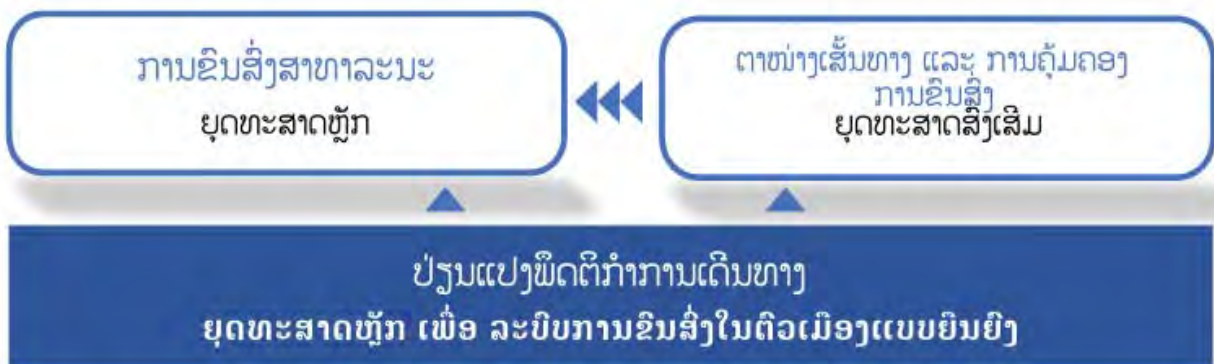 ການຂົນສົ່ງສາທາລະນະ
ຍຸດທະສາດຫຼັກ
ຕາໜ່າງເສັ້ນທາງ ແລະ ການຄຸ້ມຄອງ
ການຂົນສົ່ງ
ຍຸດທະສາດສົ່ງເສີມ
ປ່ຽນແປງພຶດຕິກຳການເດີນທາງ
ຍຸດທະສາດຫຼັກ ເພື່ອ ລະບົບການຂົນສົ່ງໃນຕົວເມືອງແບບຍືນຍົງ